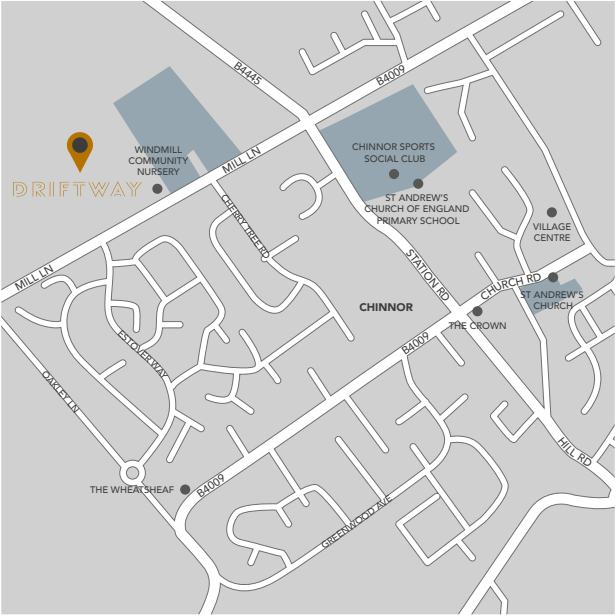 B4445
B4009
WINDMILL
COMMUNITY
NURSERY
MILL LN
CHINNOR SPORTS
SOCIAL CLUB
DRIFTWAY
ST ANDREW'S
CHURCH OF ENGLAND
PRIMARY SCHOOL
CHERRY TREE RD
VILLAGE
CENTRE
STATION RD
MILL LN
CHURCH RD
ST ANDREW'S
CHURCH
CHINNOR
THE CROWN
B4009
ESTOVER WAY
OAKLEY LN
HILL RD
THE WHEATSHEAF
B4009
GREENWOOD AVE